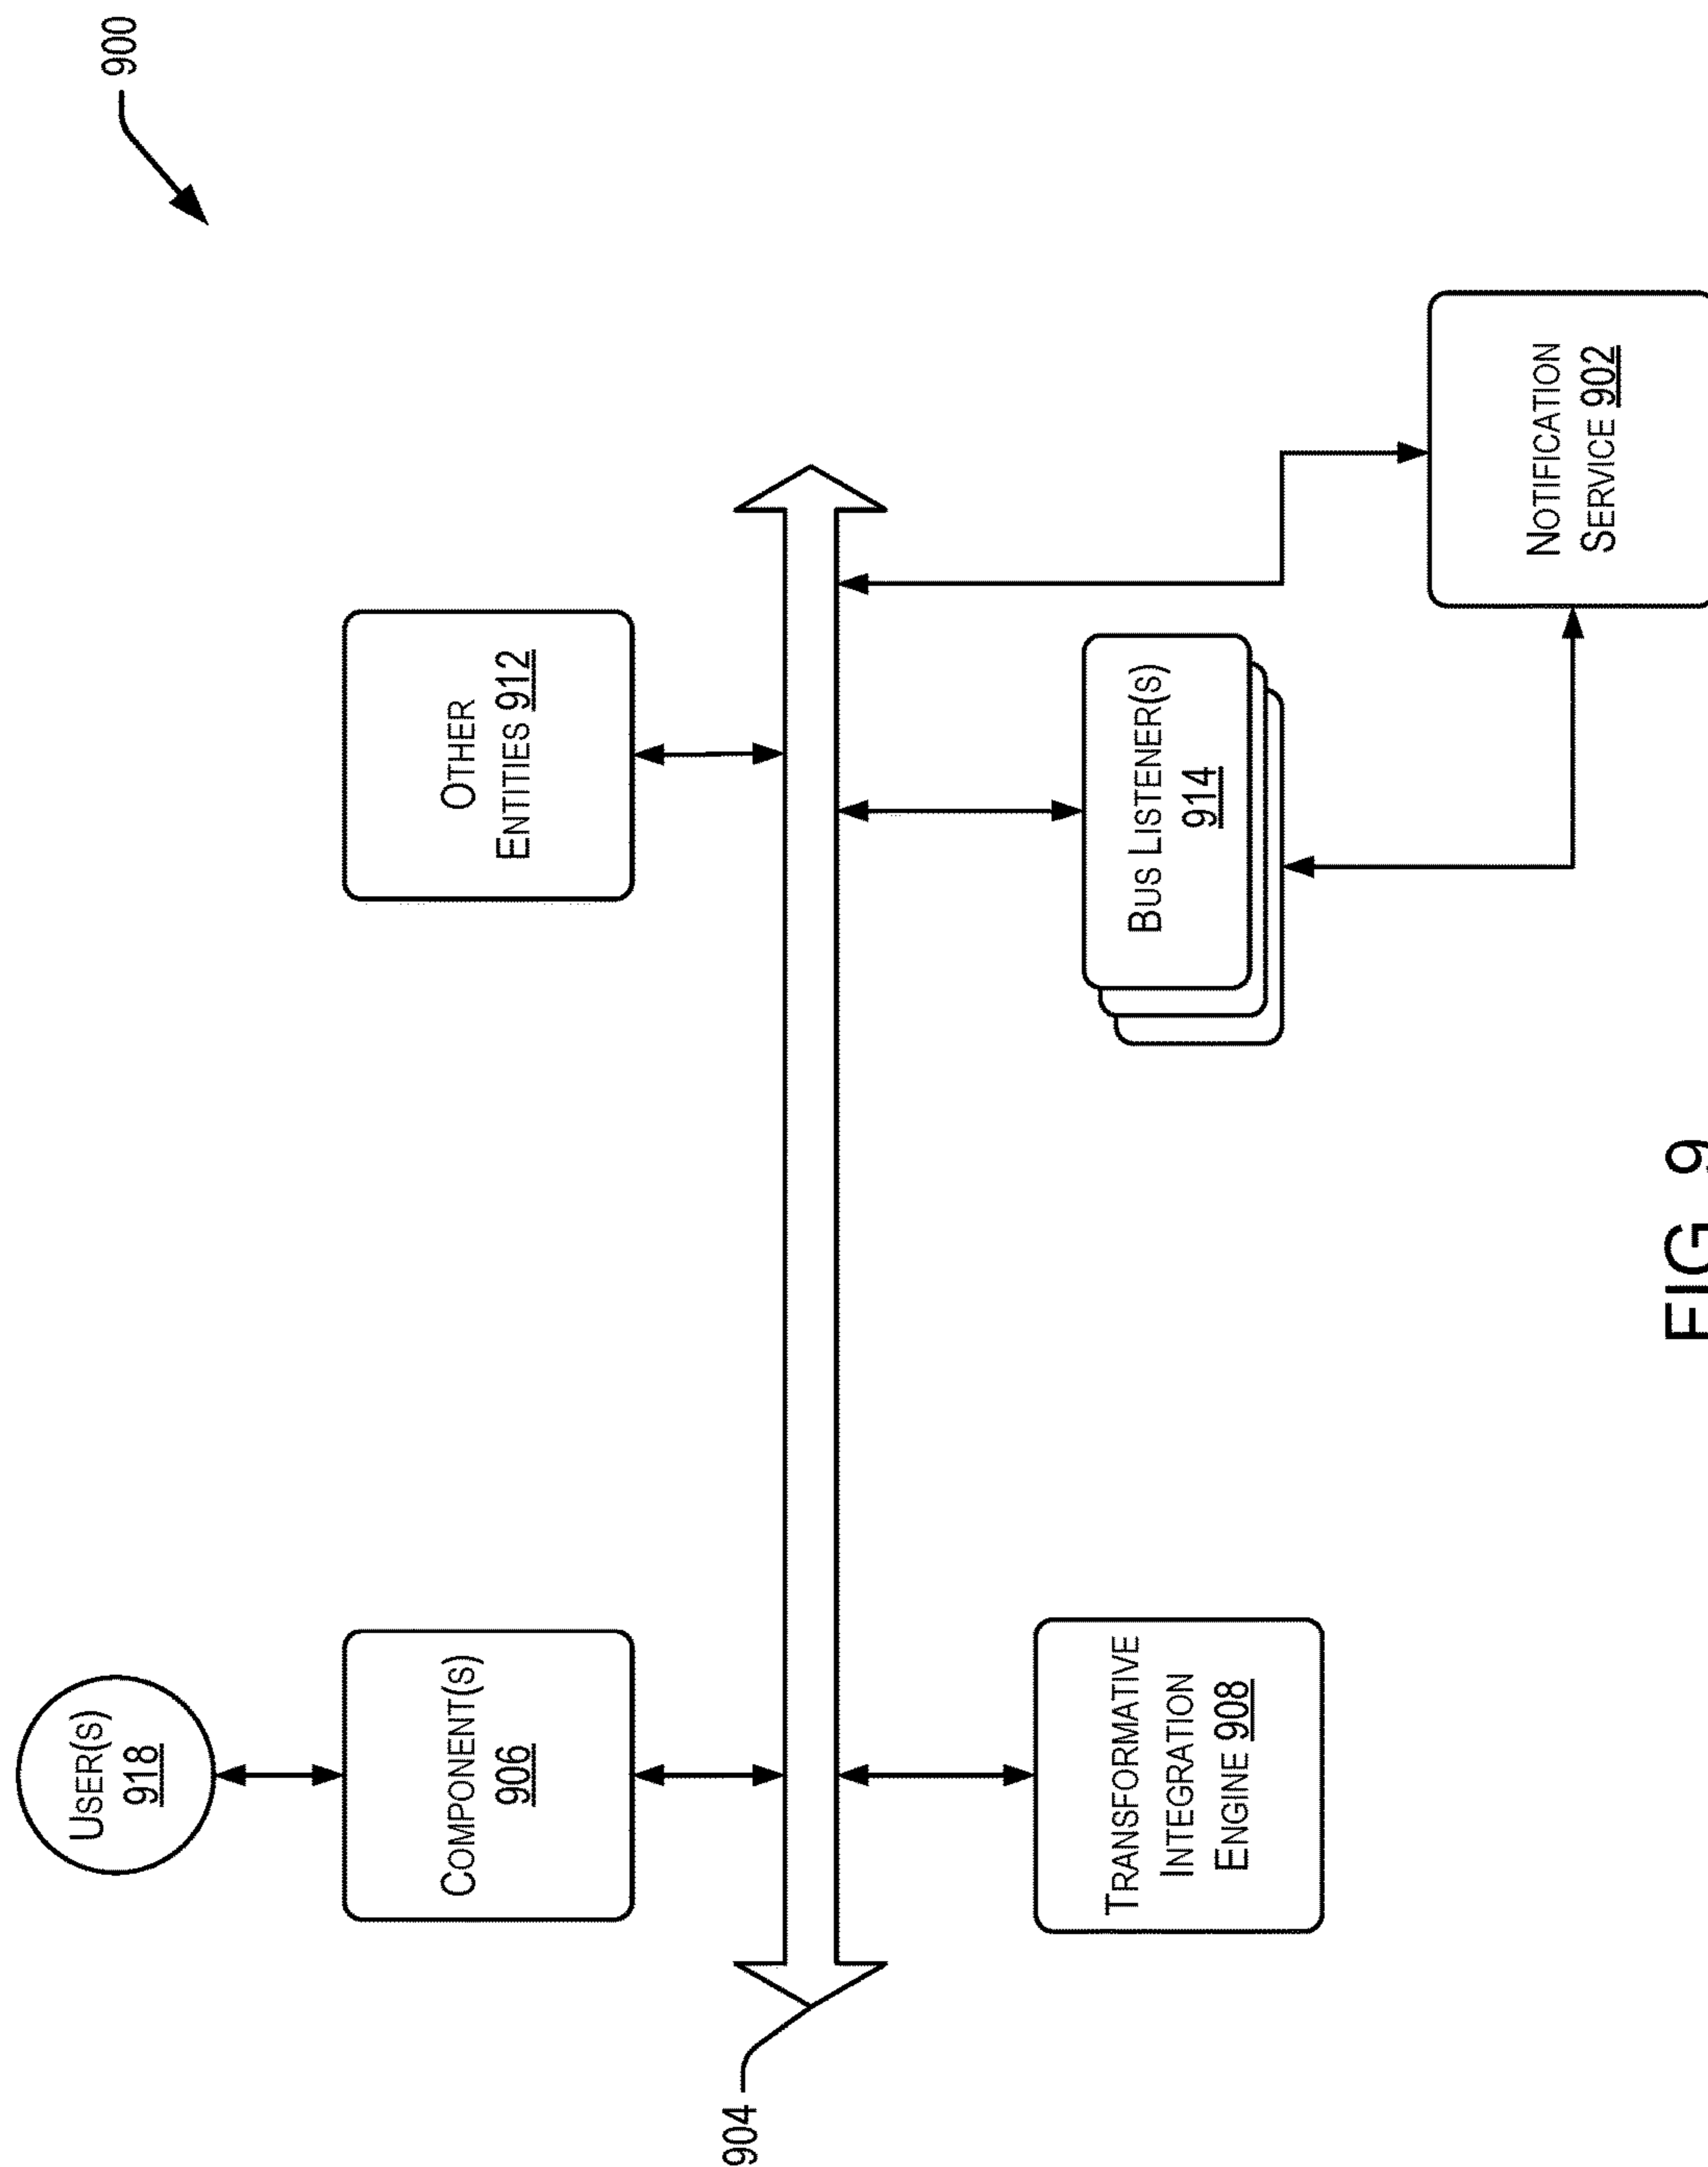 900
USER(S)
918
COMPONENT(S)
906
OTHER
ENTITIES 912
904
TRANSFORMATIVE
INTEGRATION
ENGINE 908
BUS LISTENER(S)
914
NOTIFICATION
SERVICE 902
FIG. 9